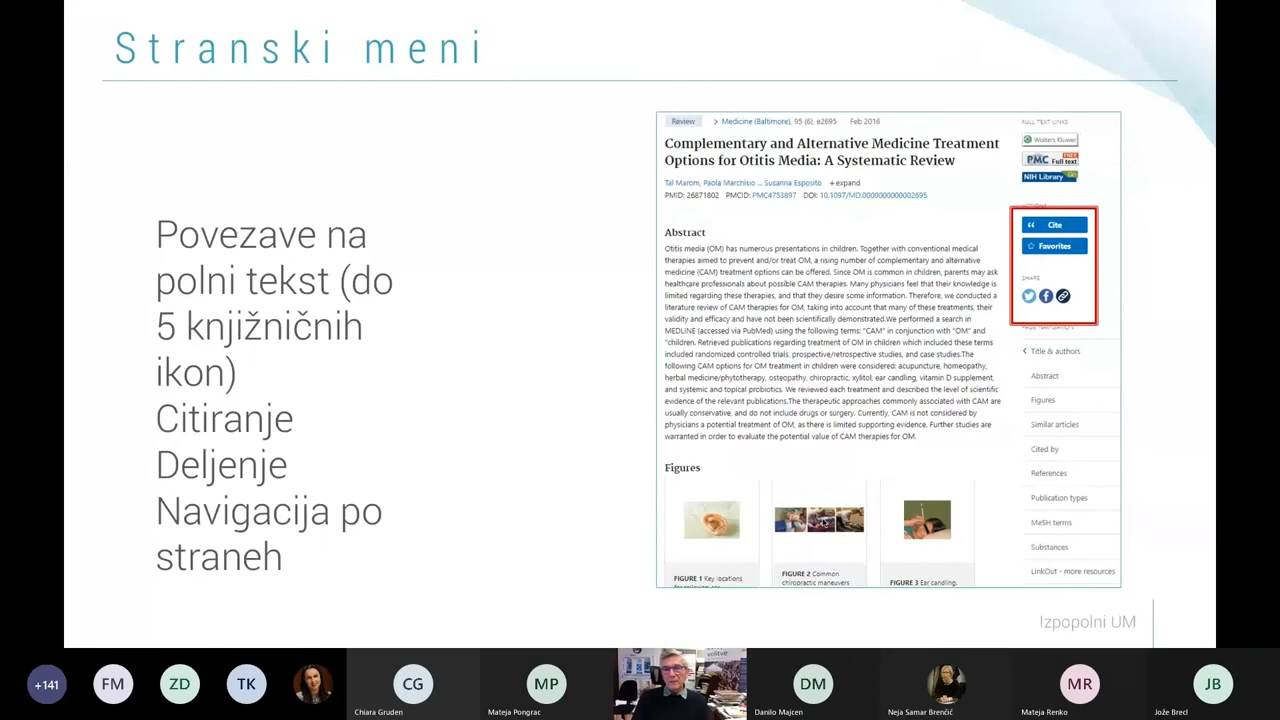 Stranski meni
Povezave na
polni tekst (do
5 knjižničnih
ikon)
Citiranje
Deljenje
Navigacija po
straneh
Review
Medicine (Baltimore), 95 (6), e2695 Feb 2016
Complementary and Alternative Medicine Treatment
Options for Otitis Media: A Systematic Review
Tal Marom, Paola Marchisio ... Susanna Esposito +expand
PMID: 26871802 PMCID: PMC4753897 DOI: 10.1097/MD.0000000000002695
Abstract
Otitis media (OM) has numerous presentations in children. Together with conventional medical
therapies aimed to prevent and/or treat OM, a rising number of complementary and alternative
medicine (CAM) treatment options can be offered. Since OM is common in children, parents may ask
healthcare professionals about possible CAM therapies. Many physicians feel that their knowledge is
limited regarding these therapies, and that they desire some information. Therefore, we conducted a
literature review of CAM therapies for OM, taking into account that many of these treatments, their
validity and efficacy and have not been scientifically demonstrated.We performed a search in
MEDLINE (accessed via PubMed) using the following terms: "CAM" in conjunction with "OM" and
"children. Retrieved publications regarding treatment of OM in children which included these terms
included randomized controlled trials, prospective/retrospective studies, and case studies.The
following CAM options for OM treatment in children were considered: acupuncture, homeopathy,
herbal medicine/phytotherapy, osteopathy, chiropractic, xylitol, ear candling, vitamin D supplement,
and systemic and topical probiotics. We reviewed each treatment and described the level of scientific
evidence of the relevant publications.The therapeutic approaches commonly associated with CAM are
usually conservative, and do not include drugs or surgery. Currently, CAM is not considered by
physicians a potential treatment of OM, as there is limited supporting evidence. Further studies are
warranted in order to evaluate the potential value of CAM therapies for OM.
Figures
FIGURE 1 Key locations
FIGURE 2 Common
chiropractic maneuvers
FIGURE 3 Ear candling.
FULL TEXT LINKS
Wolters Kluwer
PMC FREE Full text
NIH Library
Cite
Favorites
SHARE
Title & authors
Abstract
Figures
Similar articles
Cited by
References
Publication types
MeSH terms
Substances
LinkOut - more resources
!zpopolni UM
+141
FM
ZD
TK
CG
Chiara Gruden
MP
Mateja Pongrac
volitve
DM
Danilo Majcen
Neja Samar Brenčič
MR
Mateja Renko
JB
Jože Brecl